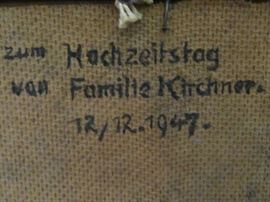 zum Hochzeitstag
von Familie Kirchner.
12/12.1947.